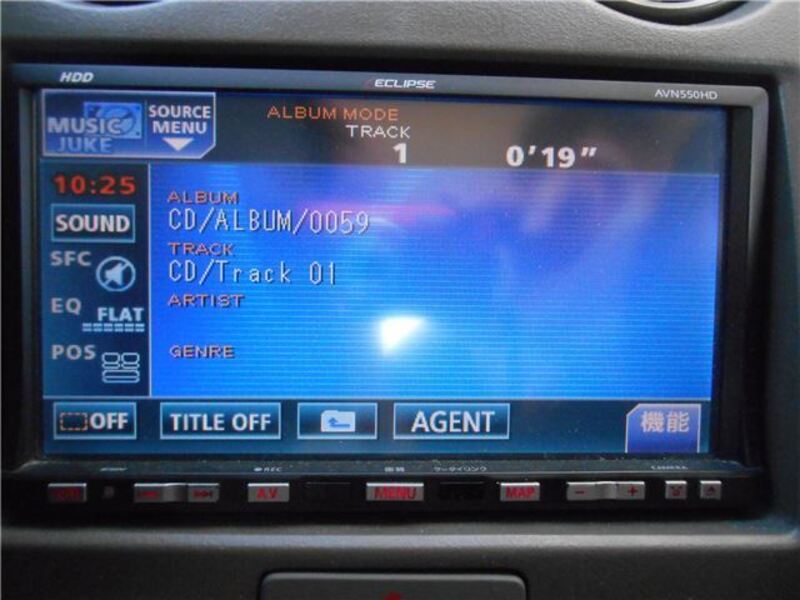 HDD
ECLIPSE
AVN550HD
MUSIC
JUKE
SOURCE
MENU
ALBUM MODE
TRACK
1
0'19"
10:25
SOUND
SFC
EQ
FLAT
POS
ALBUM
CD/ALBUM/0059
TRACK
CD/Track 01
ARTIST
GENRE
OFF
TITLE OFF
AGENT
機能
REC
AV
MENU
MAP
− +